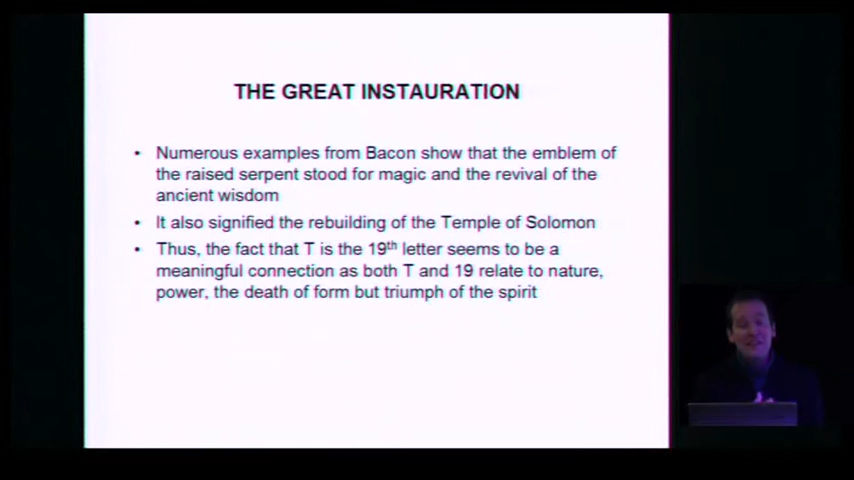 THE GREAT INSTAURATION
• Numerous examples from Bacon show that the emblem of
the raised serpent stood for magic and the revival of the
ancient wisdom
• It also signified the rebuilding of the Temple of Solomon
• Thus, the fact that T is the 19th letter seems to be a
meaningful connection as both T and 19 relate to nature,
power, the death of form but triumph of the spirit